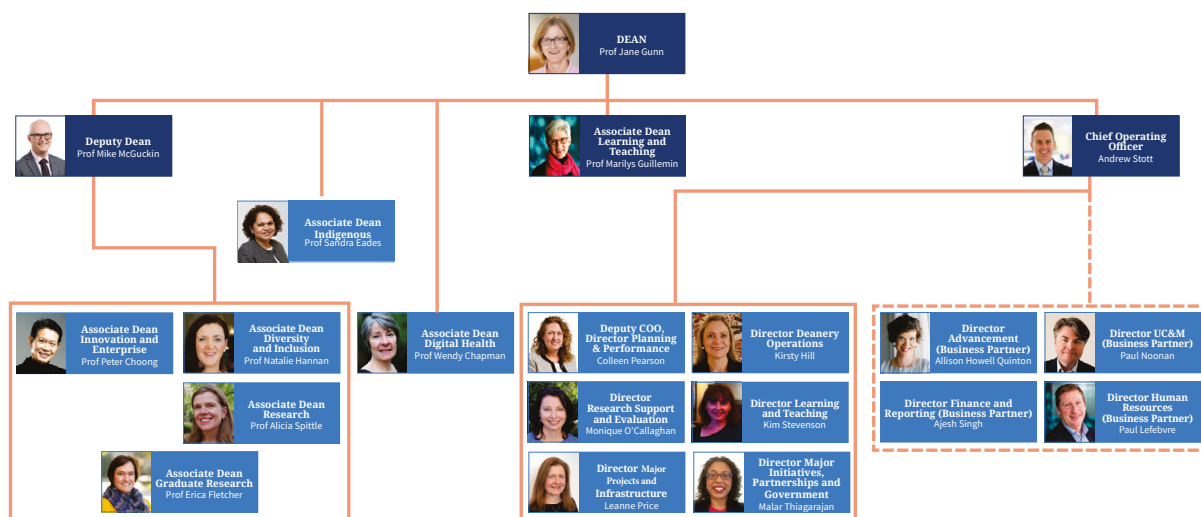 DEAN
Prof Jane Gunn
Deputy Dean
Prof Mike McGuckin
Associate Dean
Learning and
Teaching
Prof Marilys Guillemin
Chief Operating
Officer
Andrew Stott
Associate Dean
Indigenous
Prof Sandra Eades
Associate Dean
Innovation and
Enterprise
Prof Peter Choong
Associate Dean
Diversity
and Inclusion
Prof Natalie Hannan
Associate Dean
Research
Prof Alicia Spittle
Associate Dean
Graduate Research
Prof Erica Fletcher
Associate Dean
Digital Health
Prof Wendy Chapman
Deputy COO,
Director Planning
& Performance
Colleen Pearson
Director Deanery
Operations
Kirsty Hill
Director
Research Support
and Evaluation
Monique O'Callaghan
Director Learning
and Teaching
Kim Stevenson
Director Major
Projects and
Infrastructure
Leanne Price
Director Major
Initiatives,
Partnerships and
Government
Malar Thiagarajan
Director
Advancement
(Business Partner)
Allison Howell Quinton
Director UC&M
(Business Partner)
Paul Noonan
Director Finance and
Reporting (Business Partner)
Ajesh Singh
Director Human
Resources
(Business Partner)
Paul Lefebvre